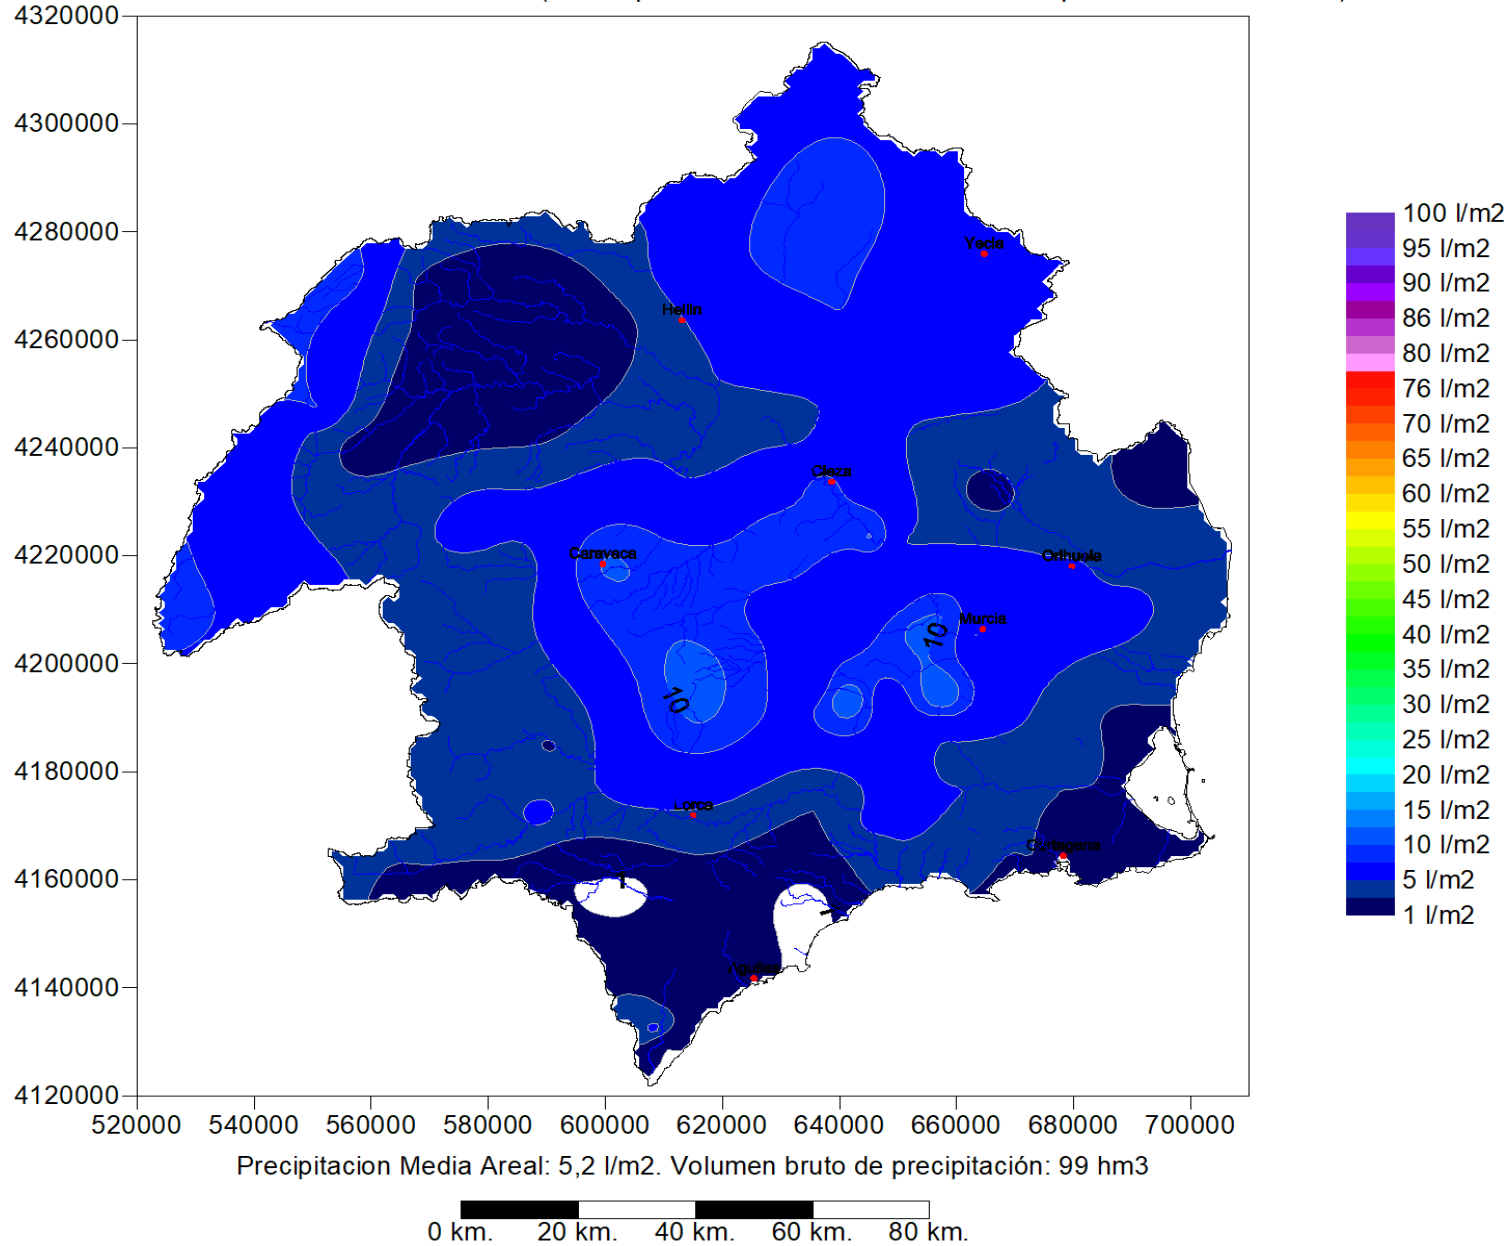 4320000
4300000
4280000
4260000
4240000
4220000
4200000
4180000
4160000
4140000
4120000
520000 540000 560000 580000 600000 620000 640000 660000 680000 700000
Yecla
Hellin
Cieza
Caravaca
Orihuela
Murcia
10
10
Lorca
Cartagena
1
1
Aguilas
100 l/m2
95 l/m2
90 l/m2
86 l/m2
80 l/m2
76 l/m2
70 l/m2
65 l/m2
60 l/m2
55 l/m2
50 l/m2
45 l/m2
40 l/m2
35 l/m2
30 l/m2
25 l/m2
20 l/m2
15 l/m2
10 l/m2
5 l/m2
1 l/m2
Precipitacion Media Areal: 5,2 l/m2. Volumen bruto de precipitación: 99 hm3
0 km. 20 km. 40 km. 60 km. 80 km.